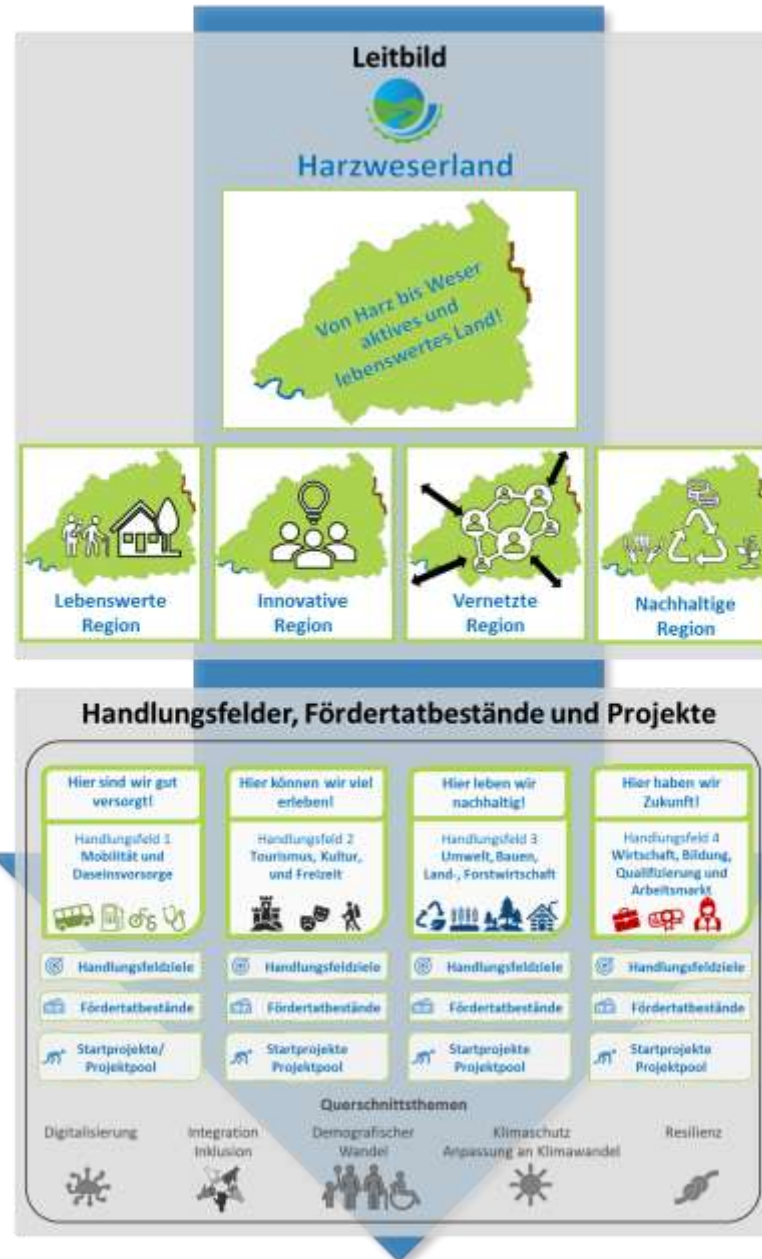 Leitbild
Harzweserland
Von Harz bis Weser
aktives und
lebenswertes Land!
Lebenswerte
Region
Innovative
Region
Vernetzte
Region
Nachhaltige
Region
Handlungsfelder, Fördertatbestände und Projekte
Hier sind wir gut
versorgt!
Handlungsfeld 1
Mobilität und
Daseinsvorsorge
Hier können wir viel
erleben!
Handlungsfeld 2
Tourismus, Kultur,
und Freizeit
Hier leben wir
nachhaltig!
Handlungsfeld 3
Umwelt, Bauen,
Land-, Forstwirtschaft
Hier haben wir
Zukunft!
Handlungsfeld 4
Wirtschaft, Bildung,
Qualifizierung und
Arbeitsmarkt
Handlungsfeldziele
Handlungsfeldziele
Handlungsfeldziele
Handlungsfeldziele
Fördertatbestände
Fördertatbestände
Fördertatbestände
Fördertatbestände
Startprojekte/
Projektpool
Startprojekte
Projektpool
Startprojekte
Projektpool
Startprojekte
Projektpool
Querschnittsthemen
Digitalisierung
Integration
Inklusion
Demografischer
Wandel
Klimaschutz
Anpassung an Klimawandel
Resilienz